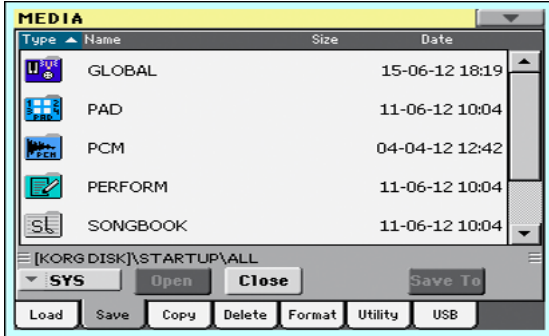 MEDIA
Type Name Size Date
GLOBAL 15-06-12 18:19
PAD 11-06-12 10:04
PCM 04-04-12 12:42
PERFORM 11-06-12 10:04
SONGBOOK 11-06-12 10:04
[KORG DISK]\STARTUP\ALL
SYS Open Close Save To
Load Save Copy Delete Format Utility USB